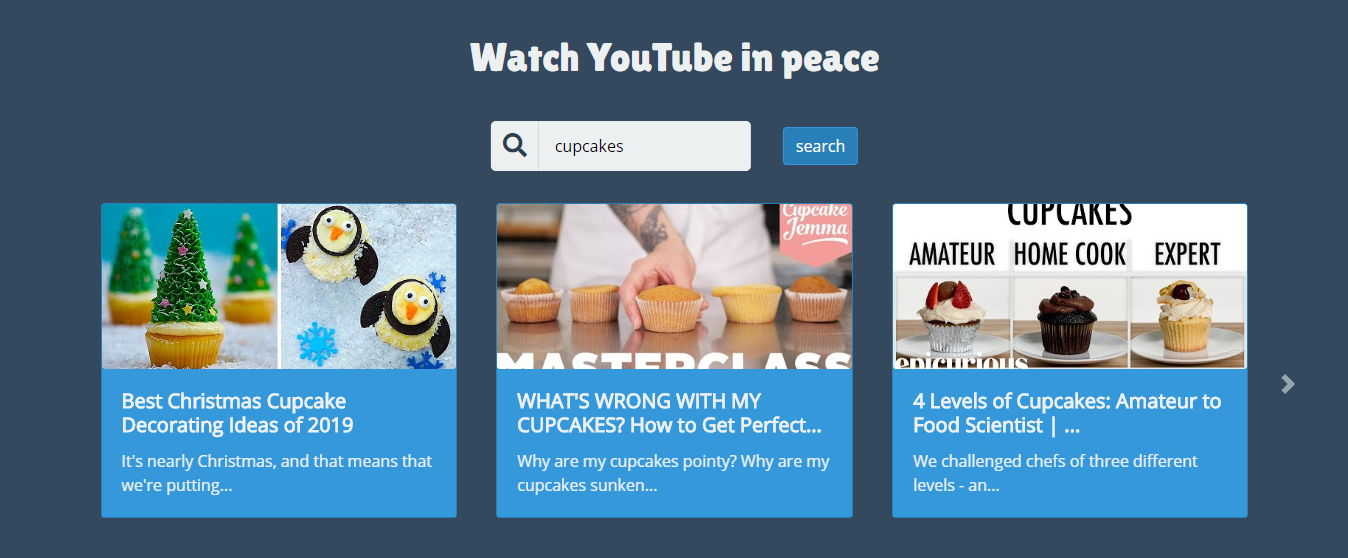 Watch YouTube in peace
cupcakes
search
Cupcake
Jemma
MASTERCLASS
CUPCAKES
AMATEUR HOME COOK EXPERT
epicurious
Best Christmas Cupcake
Decorating Ideas of 2019
It's nearly Christmas, and that means that
we're putting...
WHAT'S WRONG WITH MY
CUPCAKES? How to Get Perfect...
Why are my cupcakes pointy? Why are my
cupcakes sunken...
4 Levels of Cupcakes: Amateur to
Food Scientist | ...
We challenged chefs of three different
levels - an...